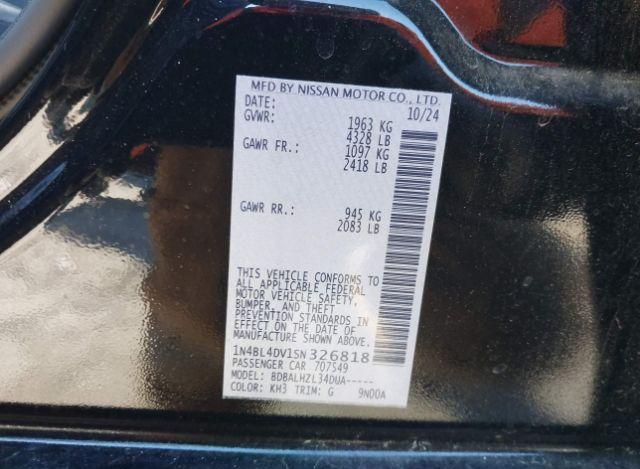 MFD BY NISSAN MOTOR CO., LTD.
DATE: 10/24
GVWR: 1963 KG
4328 LB
GAWR FR.: 1097 KG
2418 LB
GAWR RR.: 945 KG
2083 LB
THIS VEHICLE CONFORMS TO
ALL APPLICABLE FEDERAL
MOTOR VEHICLE SAFETY,
BUMPER, AND THEFT
PREVENTION STANDARDS IN
EFFECT ON THE DATE OF
MANUFACTURE SHOWN ABOVE.
1N4BL4DV1SN326818
PASSENGER CAR 707549
MODEL: BDBALHZL34DUA-----
COLOR: KH3 TRIM: G 9N00A